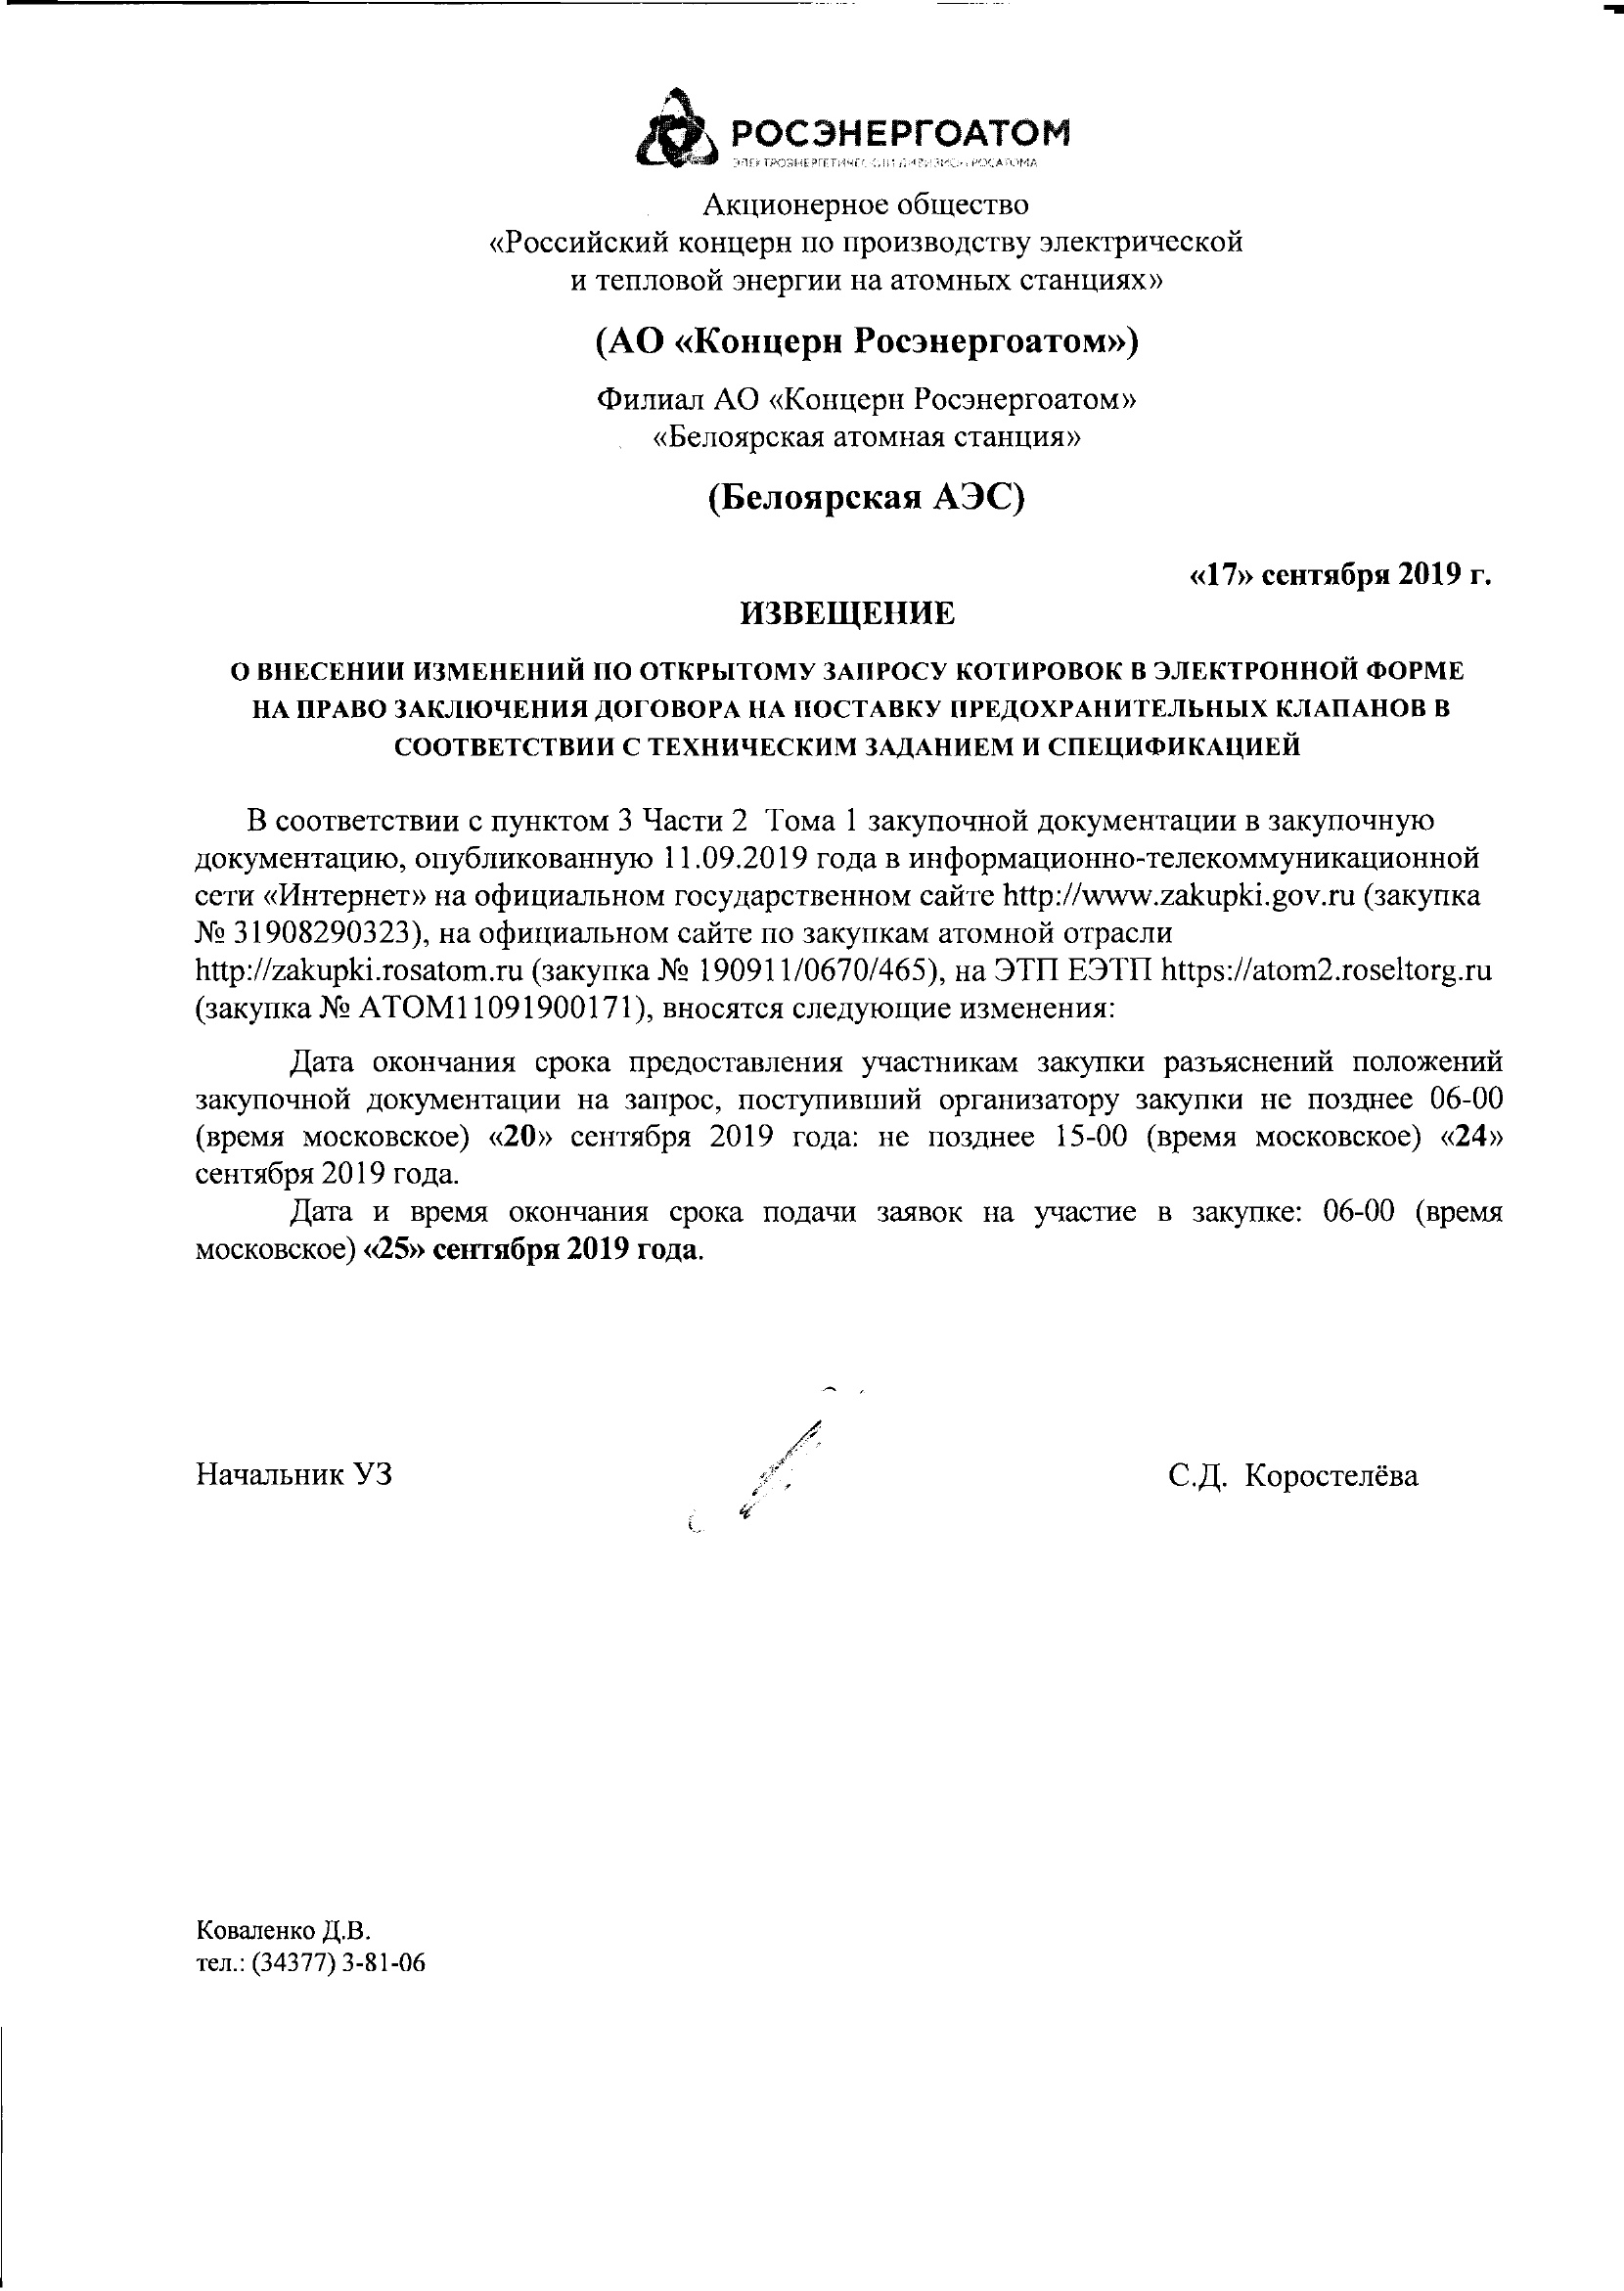 РОСЭНЕРГОАТОМ
ЭЛЕКТРОЭНЕРГЕТИЧЕСКИЙ ДИВИЗИОН РОСАТОМА
Акционерное общество
«Российский концерн по производству электрической
и тепловой энергии на атомных станциях»
(АО «Концерн Росэнергоатом»)
Филиал АО «Концерн Росэнергоатом»
«Белоярская атомная станция»
(Белоярская АЭС)
«17» сентября 2019 г.
ИЗВЕЩЕНИЕ
О ВНЕСЕНИИ ИЗМЕНЕНИЙ ПО ОТКРЫТОМУ ЗАПРОСУ КОТИРОВОК В ЭЛЕКТРОННОЙ ФОРМЕ
НА ПРАВО ЗАКЛЮЧЕНИЯ ДОГОВОРА НА ПОСТАВКУ ПРЕДОХРАНИТЕЛЬНЫХ КЛАПАНОВ В
СООТВЕТСТВИИ С ТЕХНИЧЕСКИМ ЗАДАНИЕМ И СПЕЦИФИКАЦИЕЙ
В соответствии с пунктом 3 Части 2 Тома 1 закупочной документации в закупочную
документацию, опубликованную 11.09.2019 года в информационно-телекоммуникационной
сети «Интернет» на официальном государственном сайте http://www.zakupki.gov.ru (закупка
№ 31908290323), на официальном сайте по закупкам атомной отрасли
http://zakupki.rosatom.ru (закупка № 190911/0670/465), на ЭТП ЕЭТП https://atom2.roseltorg.ru
(закупка № АТОМ11091900171), вносятся следующие изменения:
Дата окончания срока предоставления участникам закупки разъяснений положений
закупочной документации на запрос, поступивший организатору закупки не позднее 06-00
(время московское) «20» сентября 2019 года: не позднее 15-00 (время московское) «24»
сентября 2019 года.
Дата и время окончания срока подачи заявок на участие в закупке: 06-00 (время
московское) «25» сентября 2019 года.
Начальник УЗ
С.Д. Коростелёва
Коваленко Д.В.
тел.: (34377) 3-81-06